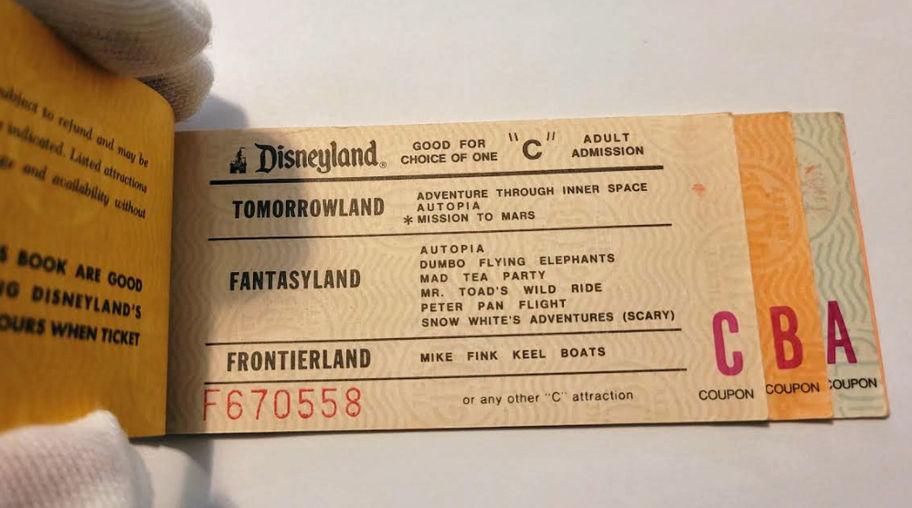 subject to refund and may be
indicated. Listed attractions
and availability without
BOOK ARE GOOD
DISNEYLAND'S
WHEN TICKET
Disneyland®
GOOD FOR
CHOICE OF ONE
"C"
ADULT
ADMISSION
TOMORROWLAND
ADVENTURE THROUGH INNER SPACE
AUTOPIA
* MISSION TO MARS
FANTASYLAND
AUTOPIA
DUMBO FLYING ELEPHANTS
MAD TEA PARTY
MR. TOAD'S WILD RIDE
PETER PAN FLIGHT
SNOW WHITE'S ADVENTURES (SCARY)
FRONTIERLAND
MIKE FINK KEEL BOATS
F670558
or any other "C" attraction
C
COUPON
B
COUPON
A
COUPON